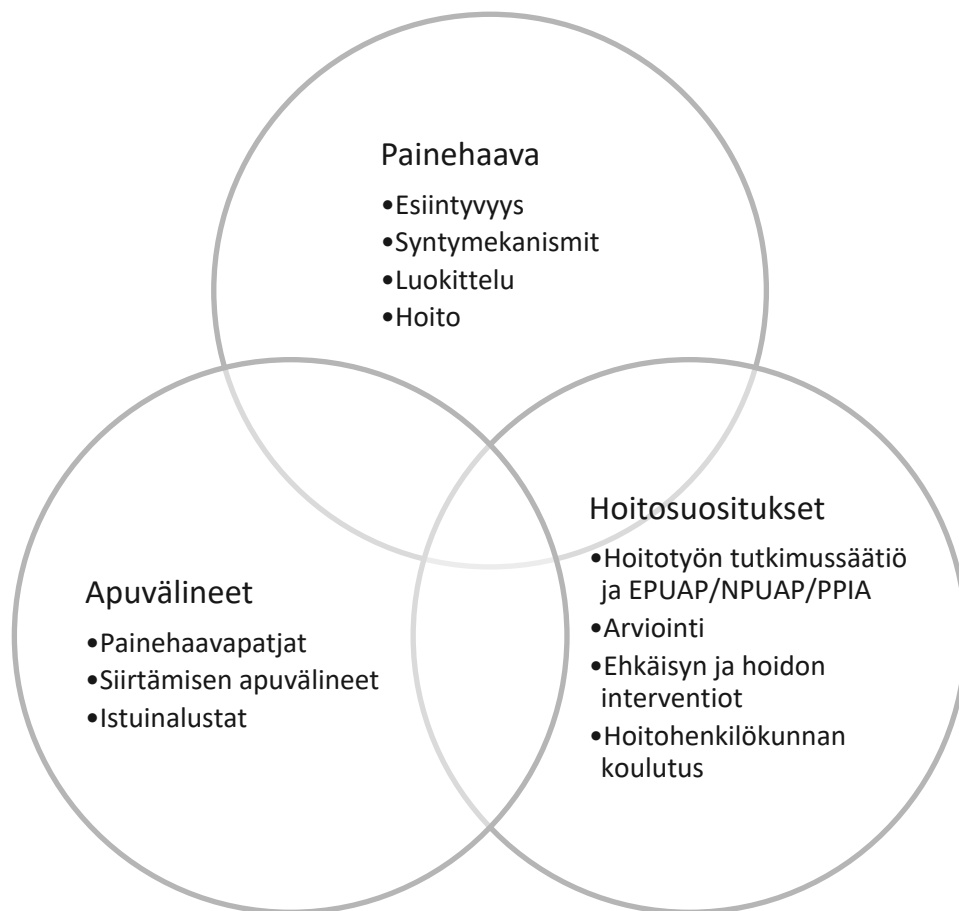 Painehaava
•Esiintyvyys
•Syntymekanismit
•Luokittelu
•Hoito
Apuvälineet
•Painehaavapatjat
•Siirtämisen apuvälineet
•Istuinalustat
Hoitosuositukset
•Hoitotyön tutkimussäätiö
ja EPUAP/NPUAP/PPIA
•Arviointi
•Ehkäisyn ja hoidon
interventiot
•Hoitohenkilökunnan
koulutus